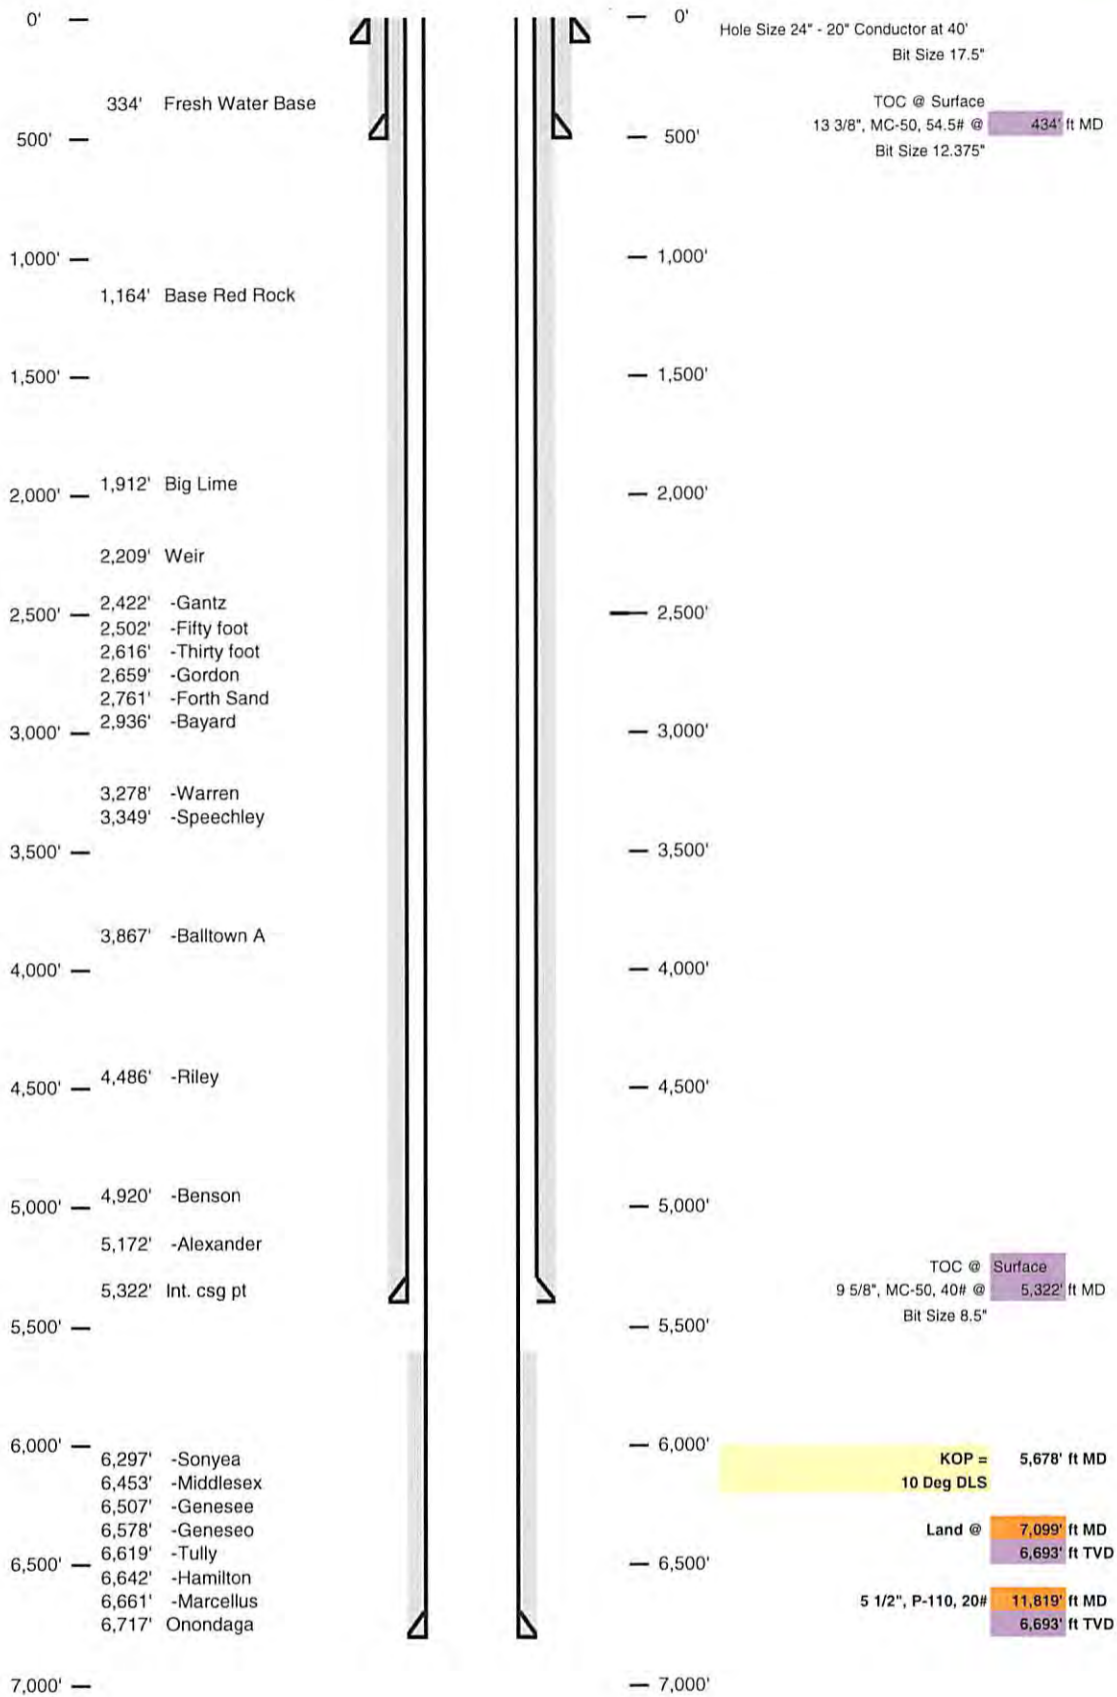 0'
334' Fresh Water Base
500'
1,000'
1,164' Base Red Rock
1,500'
1,912' Big Lime
2,000'
2,209' Weir
2,422' -Gantz
2,500'
2,502' -Fifty foot
2,616' -Thirty foot
2,659' -Gordon
2,761' -Forth Sand
2,936' -Bayard
3,000'
3,278' -Warren
3,349' -Speechley
3,500'
3,867' -Balltown A
4,000'
4,486' -Riley
4,500'
4,920' -Benson
5,000'
5,172' -Alexander
5,322' Int. csg pt
5,500'
6,000'
6,297' -Sonyea
6,453' -Middlesex
6,507' -Genesee
6,578' -Geneseo
6,619' -Tully
6,500'
6,642' -Hamilton
6,661' -Marcellus
6,717' Onondaga
7,000'
0'
500'
1,000'
1,500'
2,000'
2,500'
3,000'
3,500'
4,000'
4,500'
5,000'
5,500'
6,000'
6,500'
7,000'
Hole Size 24" - 20" Conductor at 40'
Bit Size 17.5"
TOC @ Surface
13 3/8", MC-50, 54.5# @ 434' ft MD
Bit Size 12.375"
TOC @ Surface
9 5/8", MC-50, 40# @ 5,322' ft MD
Bit Size 8.5"
KOP = 5,678' ft MD
10 Deg DLS
Land @ 7,099' ft MD
6,693' ft TVD
5 1/2", P-110, 20# 11,819' ft MD
6,693' ft TVD